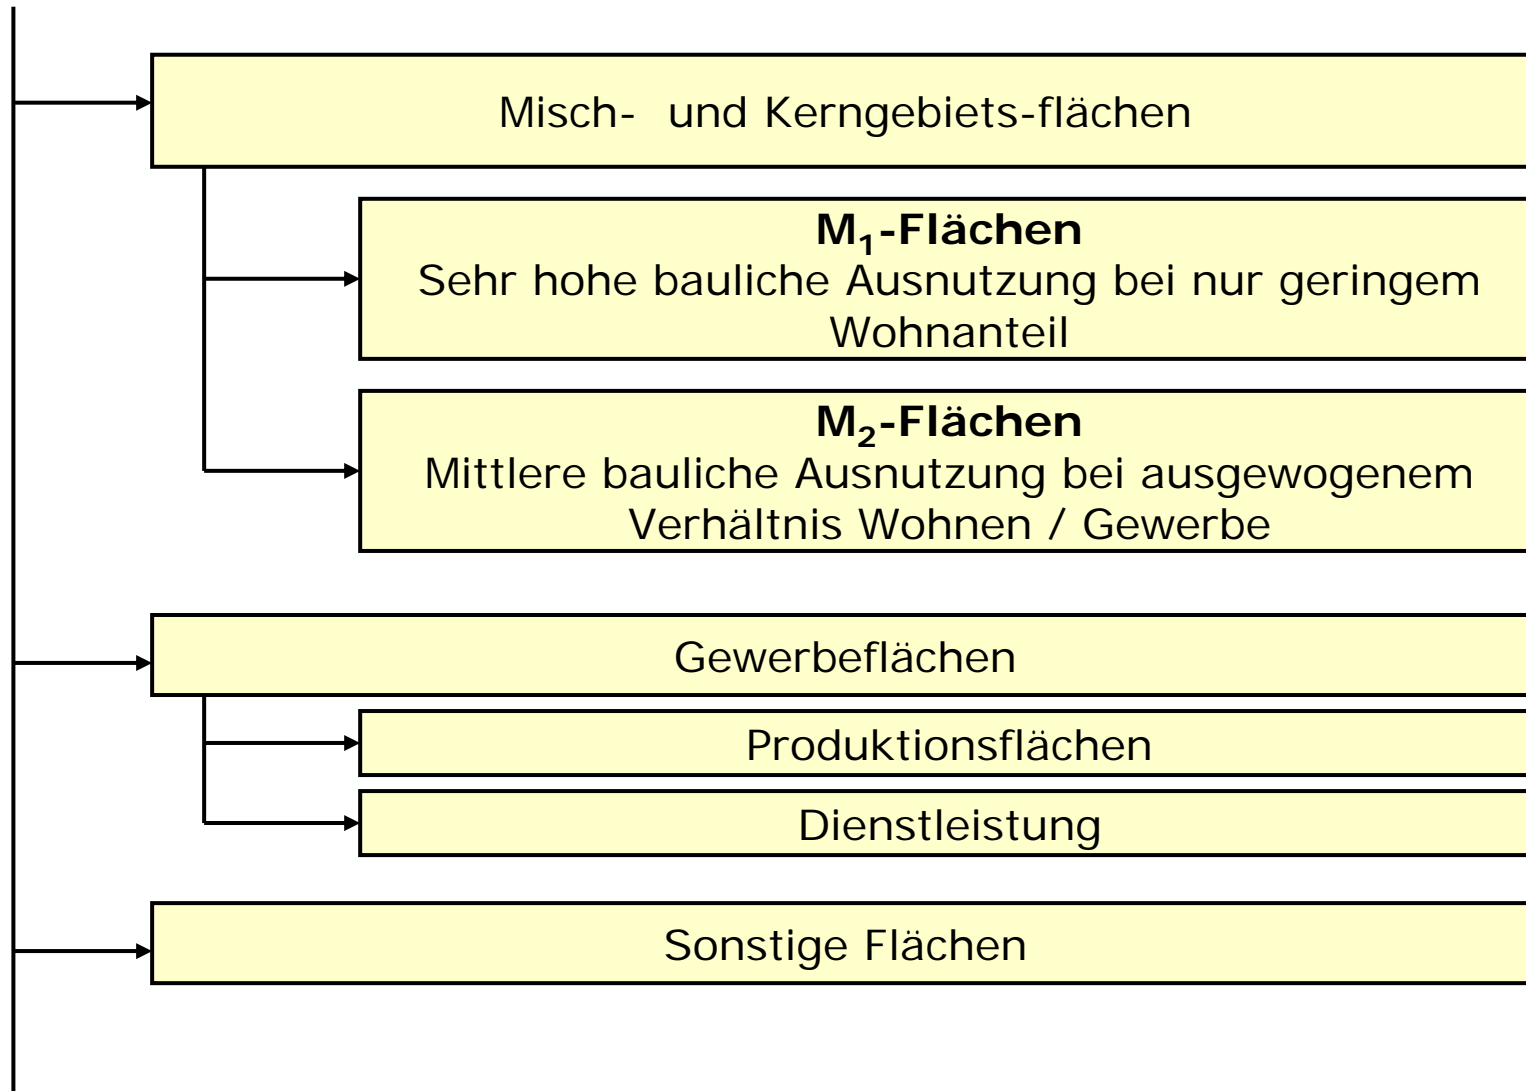 Misch-  und Kerngebiets-flächen
M₁-Flächen
Sehr hohe bauliche Ausnutzung bei nur geringem
Wohnanteil
M₂-Flächen
Mittlere bauliche Ausnutzung bei ausgewogenem
Verhältnis Wohnen / Gewerbe
Gewerbeflächen
Produktionsflächen
Dienstleistung
Sonstige Flächen